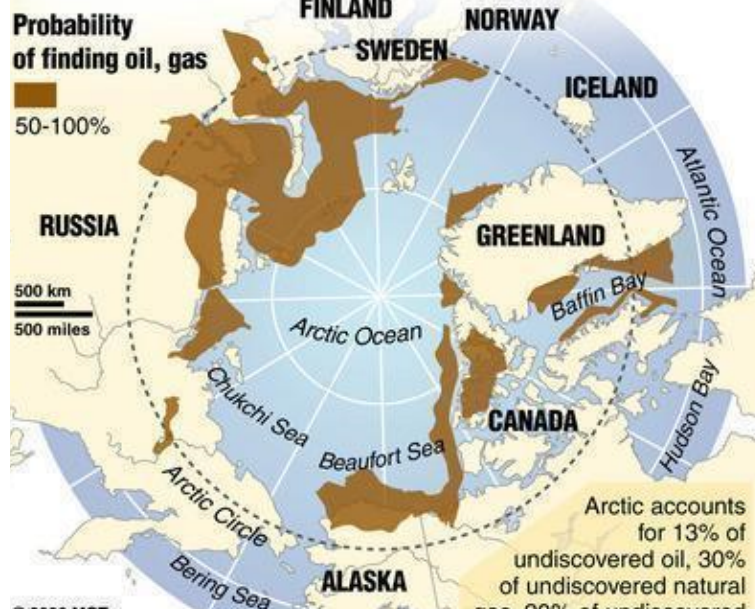 Probability
of finding oil, gas
50-100%
FINLAND
NORWAY
SWEDEN
ICELAND
Atlantic Ocean
RUSSIA
GREENLAND
500 km
500 miles
Baffin Bay
Arctic Ocean
Chukchi Sea
CANADA
Hudson Bay
Beaufort Sea
Arctic Circle
Bering Sea
ALASKA
Arctic accounts
for 13% of
undiscovered oil, 30%
of undiscovered natural